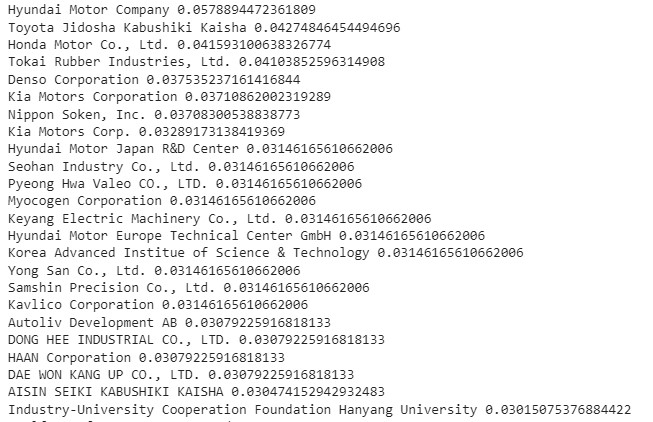 Hyundai Motor Company 0.0578894472361809
Toyota Jidosha Kabushiki Kaisha 0.04274846454494696
Honda Motor Co., Ltd. 0.041593100638326774
Tokai Rubber Industries, Ltd. 0.04103852596314908
Denso Corporation 0.037535237161416844
Kia Motors Corporation 0.03710862002319289
Nippon Soken, Inc. 0.03708300538838773
Kia Motors Corp. 0.03289173138419369
Hyundai Motor Japan R&D Center 0.03146165610662006
Seohan Industry Co., Ltd. 0.03146165610662006
Pyeong Hwa Valeo CO., LTD. 0.03146165610662006
Myocogen Corporation 0.03146165610662006
Keyang Electric Machinery Co., Ltd. 0.03146165610662006
Hyundai Motor Europe Technical Center GmbH 0.03146165610662006
Korea Advanced Institue of Science & Technology 0.03146165610662006
Yong San Co., Ltd. 0.03146165610662006
Samshin Precision Co., Ltd. 0.03146165610662006
Kavlico Corporation 0.03146165610662006
Autoliv Development AB 0.03079225916818133
DONG HEE INDUSTRIAL CO., LTD. 0.03079225916818133
HAAN Corporation 0.03079225916818133
DAE WON KANG UP CO., LTD. 0.03079225916818133
AISIN SEIKI KABUSHIKI KAISHA 0.030474152942932483
Industry-University Cooperation Foundation Hanyang University 0.03015075376884422